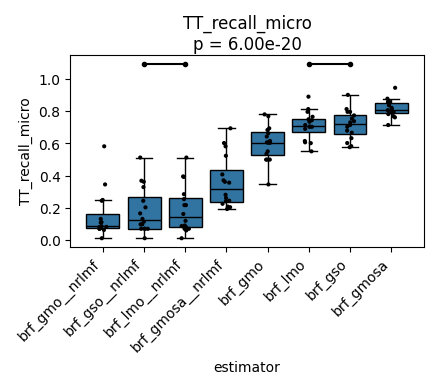 TT_recall_micro
p = 6.00e-20
TT_recall_micro
1.0
0.8
0.6
0.4
0.2
0.0
brf_gmo__nrlmf
brf_gso__nrlmf
brf_lmo__nrlmf
brf_gmosa__nrlmf
brf_gmo
brf_lmo
brf_gso
brf_gmosa
estimator